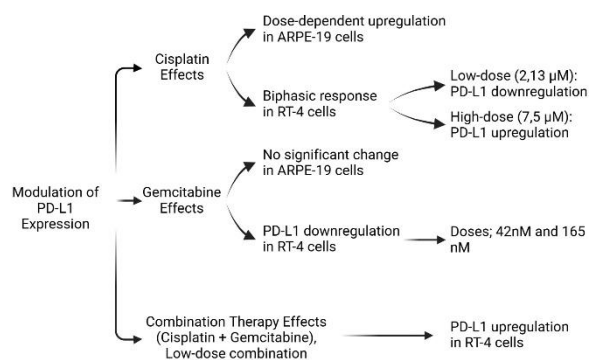 Dose-dependent upregulation
in ARPE-19 cells
Cisplatin
Effects
Biphasic response
in RT-4 cells
Low-dose (2,13 µM):
PD-L1 downregulation
High-dose (7,5 µM):
PD-L1 upregulation
No significant change
in ARPE-19 cells
Modulation of
PD-L1
Expression
Gemcitabine
Effects
PD-L1 downregulation
in RT-4 cells
Doses; 42nM and 165
nM
Combination Therapy Effects
(Cisplatin + Gemcitabine),
Low-dose combination
PD-L1 upregulation
in RT-4 cells